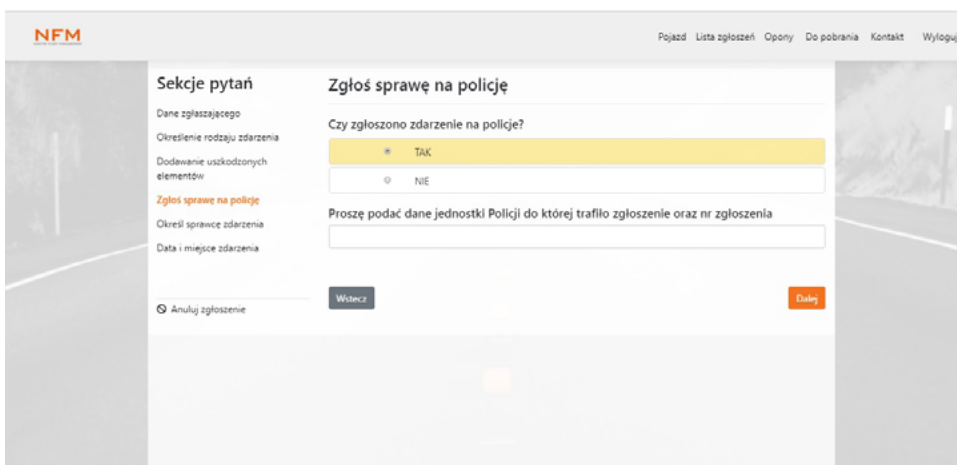 NFM
Pojazd Lista zgłoszeń Opony Do pobrania Kontakt Wyloguj
Sekcje pytań
Dane zgłaszającego
Określenie rodzaju zdarzenia
Dodawanie uszkodzonych
elementów
Zgłoś sprawę na policję
Określ sprawcę zdarzenia
Data i miejsce zdarzenia
Anuluj zgłoszenie
Zgłoś sprawę na policję
Czy zgłoszono zdarzenie na policje?
TAK
NIE
Proszę podać dane jednostki Policji do której trafiło zgłoszenie oraz nr zgłoszenia
Wstecz
Dalej